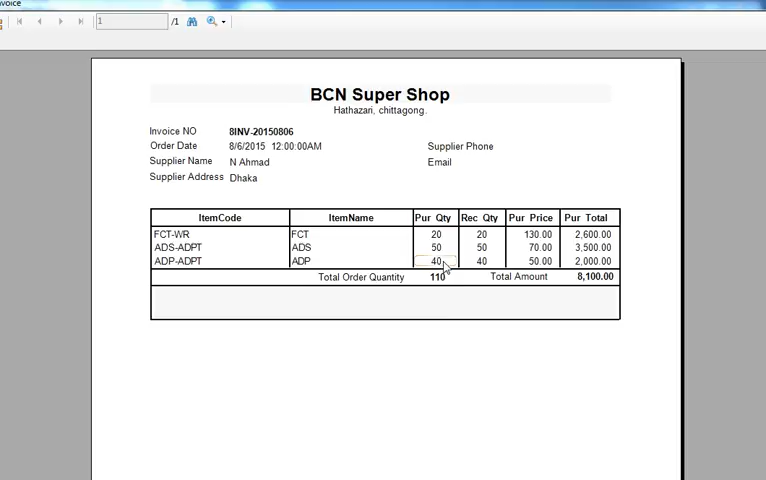 nvoice
1 /1
BCN Super Shop
Hathazari, chittagong.
Invoice NO 8INV-20150806
Order Date 8/6/2015 12:00:00AM Supplier Phone
Supplier Name N Ahmad Email
Supplier Address Dhaka
ItemCode ItemName Pur Qty Rec Qty Pur Price Pur Total
FCT-WR FCT 20 20 130.00 2,600.00
ADS-ADPT ADS 50 50 70.00 3,500.00
ADP-ADPT ADP 40 40 50.00 2,000.00
Total Order Quantity 110 Total Amount 8,100.00